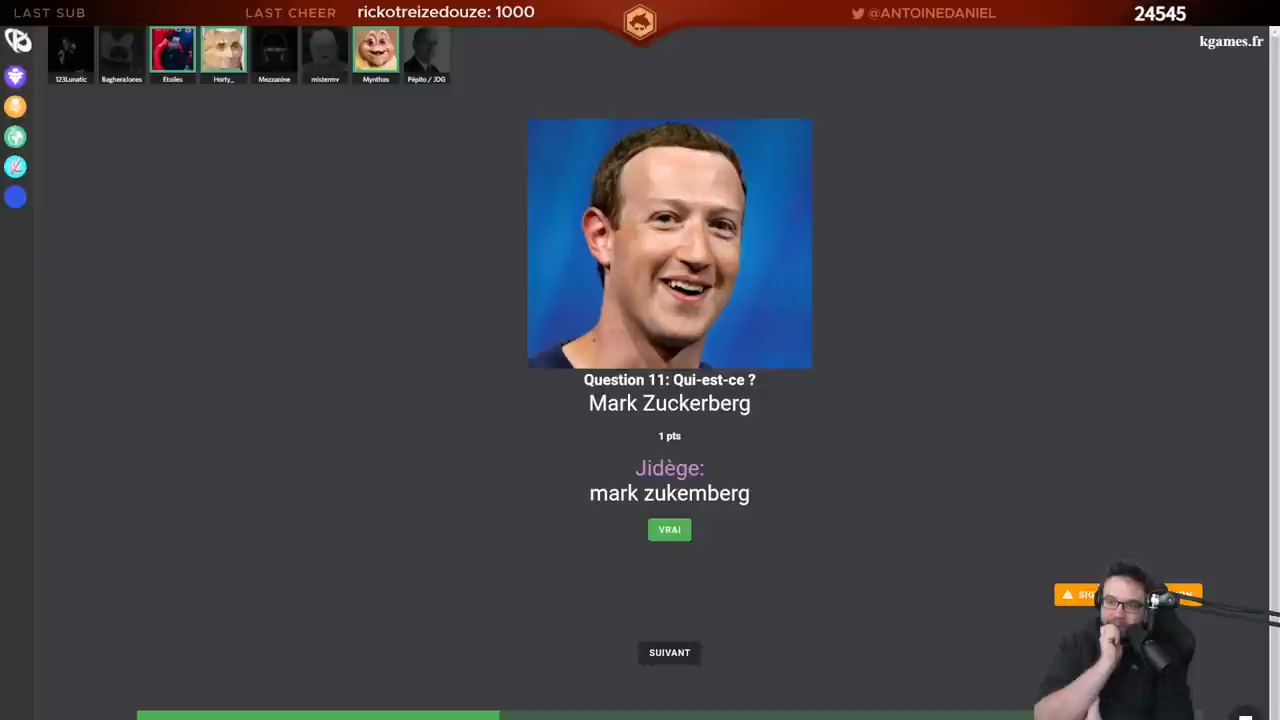 LAST SUB
LAST CHEER
rickotreizedouze: 1000
@ANTOINEDANIEL
24545
kgames.fr
123Lunatic
BagheraJones
Etoiles
Horty_
Mezzanine
mistermv
Mynthos
Pépito / JDG
Question 11: Qui-est-ce ?
Mark Zuckerberg
1 pts
Jidège:
mark zukemberg
VRAI
SUIVANT